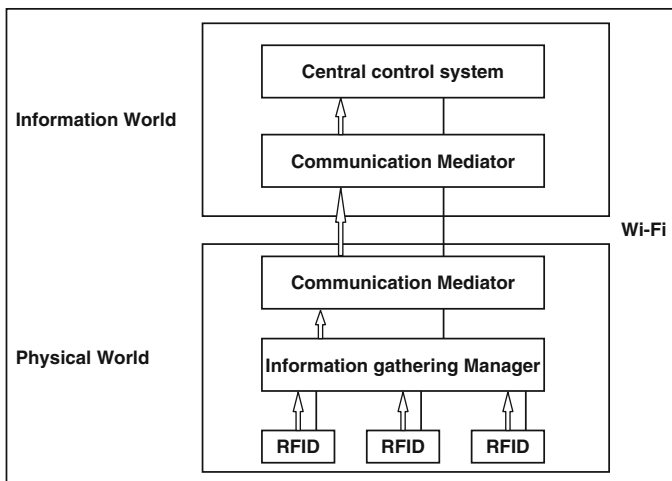 Central control system
Information World
Communication Mediator
Wi-Fi
Communication Mediator
Physical World
Information gathering Manager
RFID RFID RFID